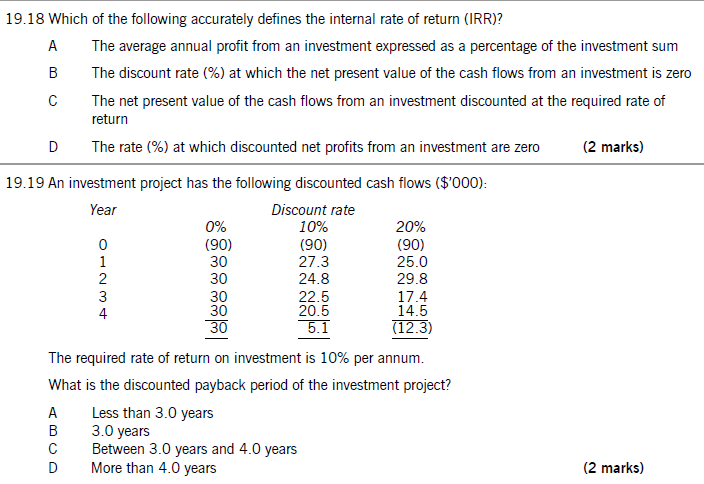 19.18 Which of the following accurately defines the internal rate of return (IRR)?
A The average annual profit from an investment expressed as a percentage of the investment sum
B The discount rate (%) at which the net present value of the cash flows from an investment is zero
C The net present value of the cash flows from an investment discounted at the required rate of
return
D The rate (%) at which discounted net profits from an investment are zero (2 marks)
19.19 An investment project has the following discounted cash flows ($'000):
Year Discount rate
0% 10% 20%
0 (90) (90) (90)
1 30 27.3 25.0
2 30 24.8 29.8
3 30 22.5 17.4
4 30 20.5 14.5
30 5.1 (12.3)
The required rate of return on investment is 10% per annum.
What is the discounted payback period of the investment project?
A Less than 3.0 years
B 3.0 years
C Between 3.0 years and 4.0 years
D More than 4.0 years (2 marks)